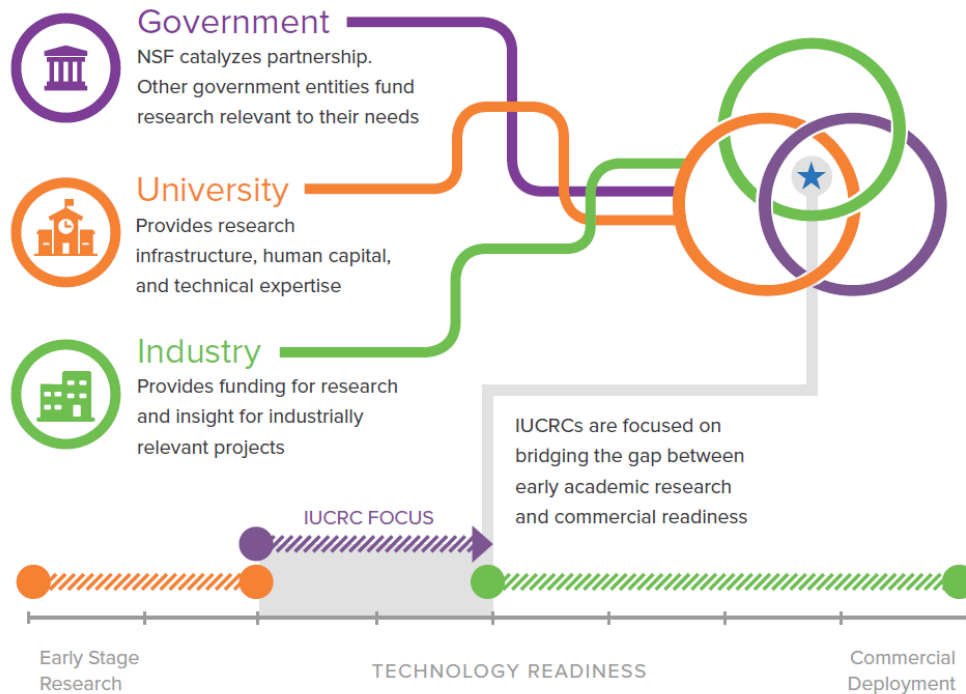 Government
NSF catalyzes partnership.
Other government entities fund
research relevant to their needs
University
Provides research
infrastructure, human capital,
and technical expertise
Industry
Provides funding for research
and insight for industrially
relevant projects
IUCRCs are focused on
bridging the gap between
early academic research
and commercial readiness
IUCRC FOCUS
Early Stage
Research
TECHNOLOGY READINESS
Commercial
Deployment